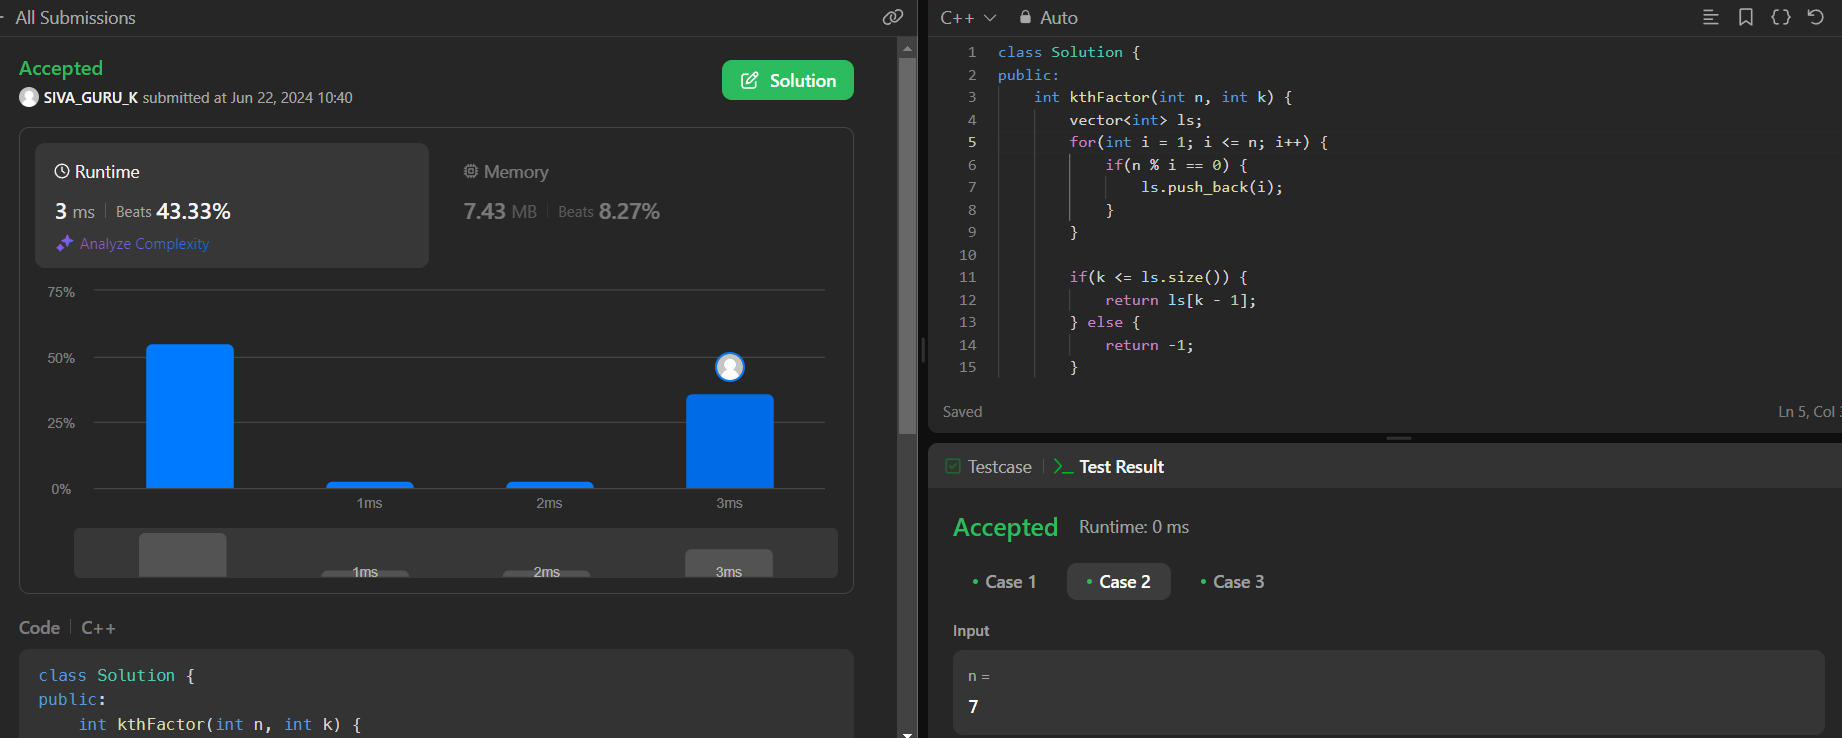 All Submissions
Accepted
Solution
SIVA_GURU_K submitted at Jun 22, 2024 10:40
Runtime
3 ms | Beats 43.33%
Analyze Complexity
Memory
7.43 MB | Beats 8.27%
75%
50%
25%
0%
1ms 2ms 3ms
1ms 2ms 3ms
Code | C++
class Solution {
public:
    int kthFactor(int n, int k) {
C++ Auto
1 class Solution {
2 public:
3     int kthFactor(int n, int k) {
4         vector<int> ls;
5         for(int i = 1; i <= n; i++) {
6             if(n % i == 0) {
7                 ls.push_back(i);
8             }
9         }
10
11         if(k <= ls.size()) {
12             return ls[k - 1];
13         } else {
14             return -1;
15         }
Saved
Ln 5, Col
Testcase | >_ Test Result
Accepted Runtime: 0 ms
• Case 1 • Case 2 • Case 3
Input
n =
7